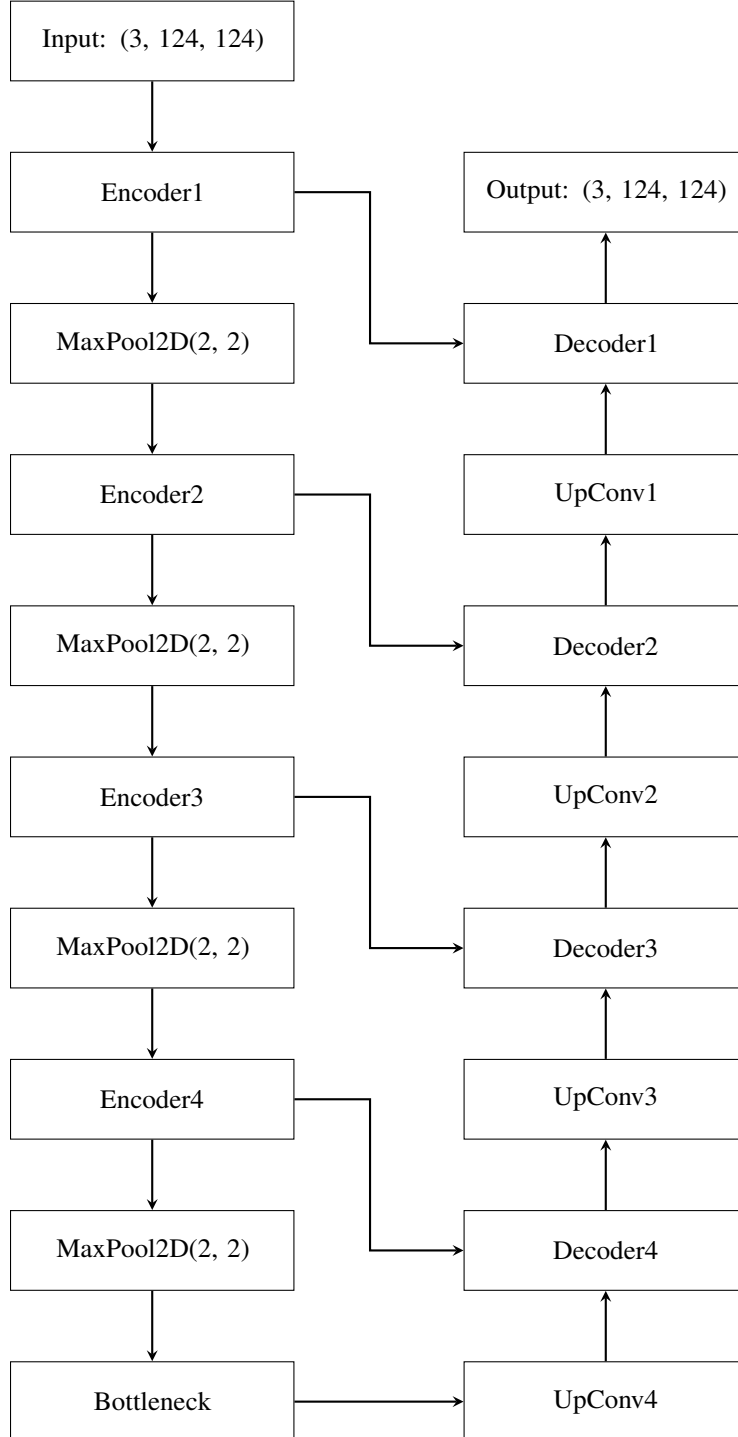 Input: (3, 124, 124)
Encoder1
MaxPool2D(2, 2)
Encoder2
MaxPool2D(2, 2)
Encoder3
MaxPool2D(2, 2)
Encoder4
MaxPool2D(2, 2)
Bottleneck
Output: (3, 124, 124)
Decoder1
UpConv1
Decoder2
UpConv2
Decoder3
UpConv3
Decoder4
UpConv4